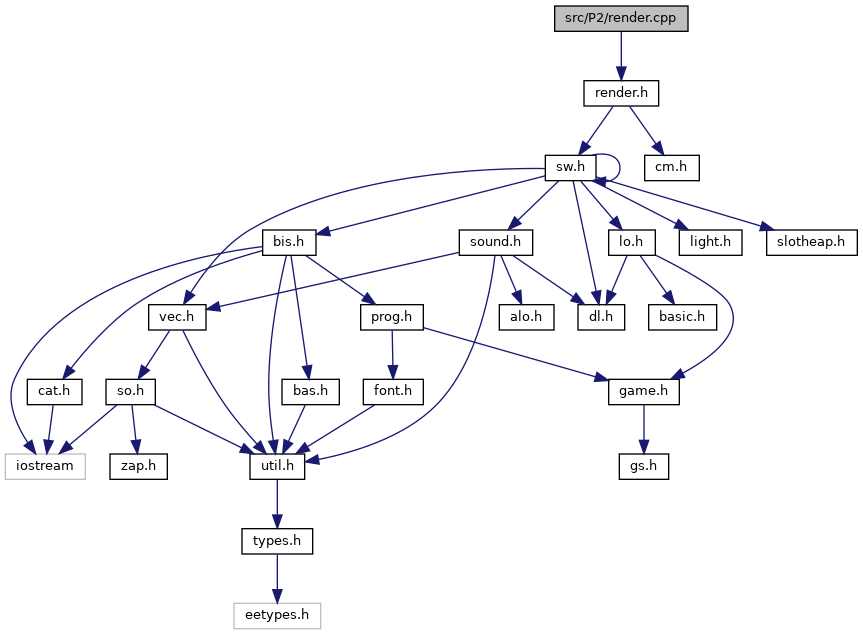 src/P2/render.cpp
render.h
sw.h
cm.h
bis.h
sound.h
lo.h
light.h
slotheap.h
vec.h
prog.h
alo.h
dl.h
basic.h
cat.h
so.h
bas.h
font.h
game.h
iostream
zap.h
util.h
gs.h
types.h
eetypes.h